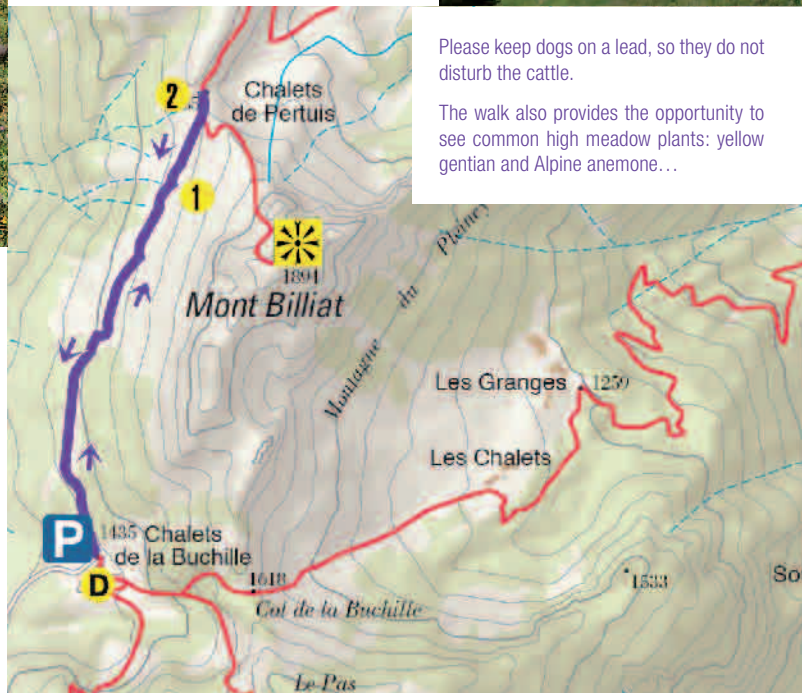 Please keep dogs on a lead, so they do not
disturb the cattle.
The walk also provides the opportunity to
see common high meadow plants: yellow
gentian and Alpine anemone…
2
Chalets
de Pertuis
1
1894
Mont Billiat
Montagne du
Les Granges
1259
Les Chalets
P
1435 Chalets
de la Buchille
D
1618
Col de la Buchille
1533
So
Le Pas